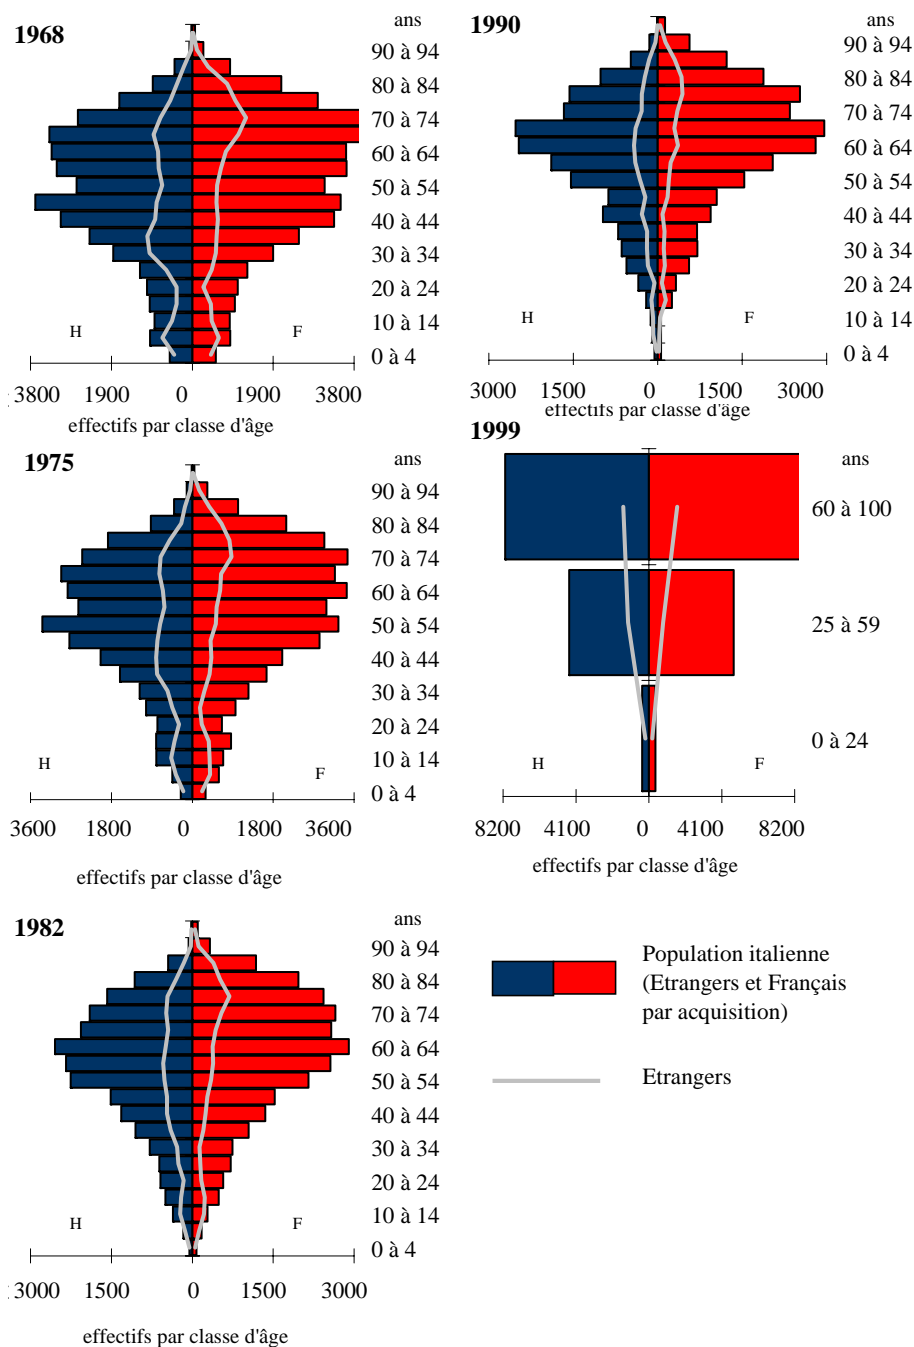 1968
ans
90 à 94
80 à 84
70 à 74
60 à 64
50 à 54
40 à 44
30 à 34
20 à 24
10 à 14
0 à 4
H
F
3800 1900 0 1900 3800
effectifs par classe d'âge
1990
ans
90 à 94
80 à 84
70 à 74
60 à 64
50 à 54
40 à 44
30 à 34
20 à 24
10 à 14
0 à 4
H
F
3000 1500 0 1500 3000
effectifs par classe d'âge
1975
ans
90 à 94
80 à 84
70 à 74
60 à 64
50 à 54
40 à 44
30 à 34
20 à 24
10 à 14
0 à 4
H
F
3600 1800 0 1800 3600
effectifs par classe d'âge
1999
ans
60 à 100
25 à 59
0 à 24
H
F
8200 4100 0 4100 8200
effectifs par classe d'âge
1982
ans
90 à 94
80 à 84
70 à 74
60 à 64
50 à 54
40 à 44
30 à 34
20 à 24
10 à 14
0 à 4
H
F
3000 1500 0 1500 3000
effectifs par classe d'âge
Population italienne
(Etrangers et Français
par acquisition)
Etrangers